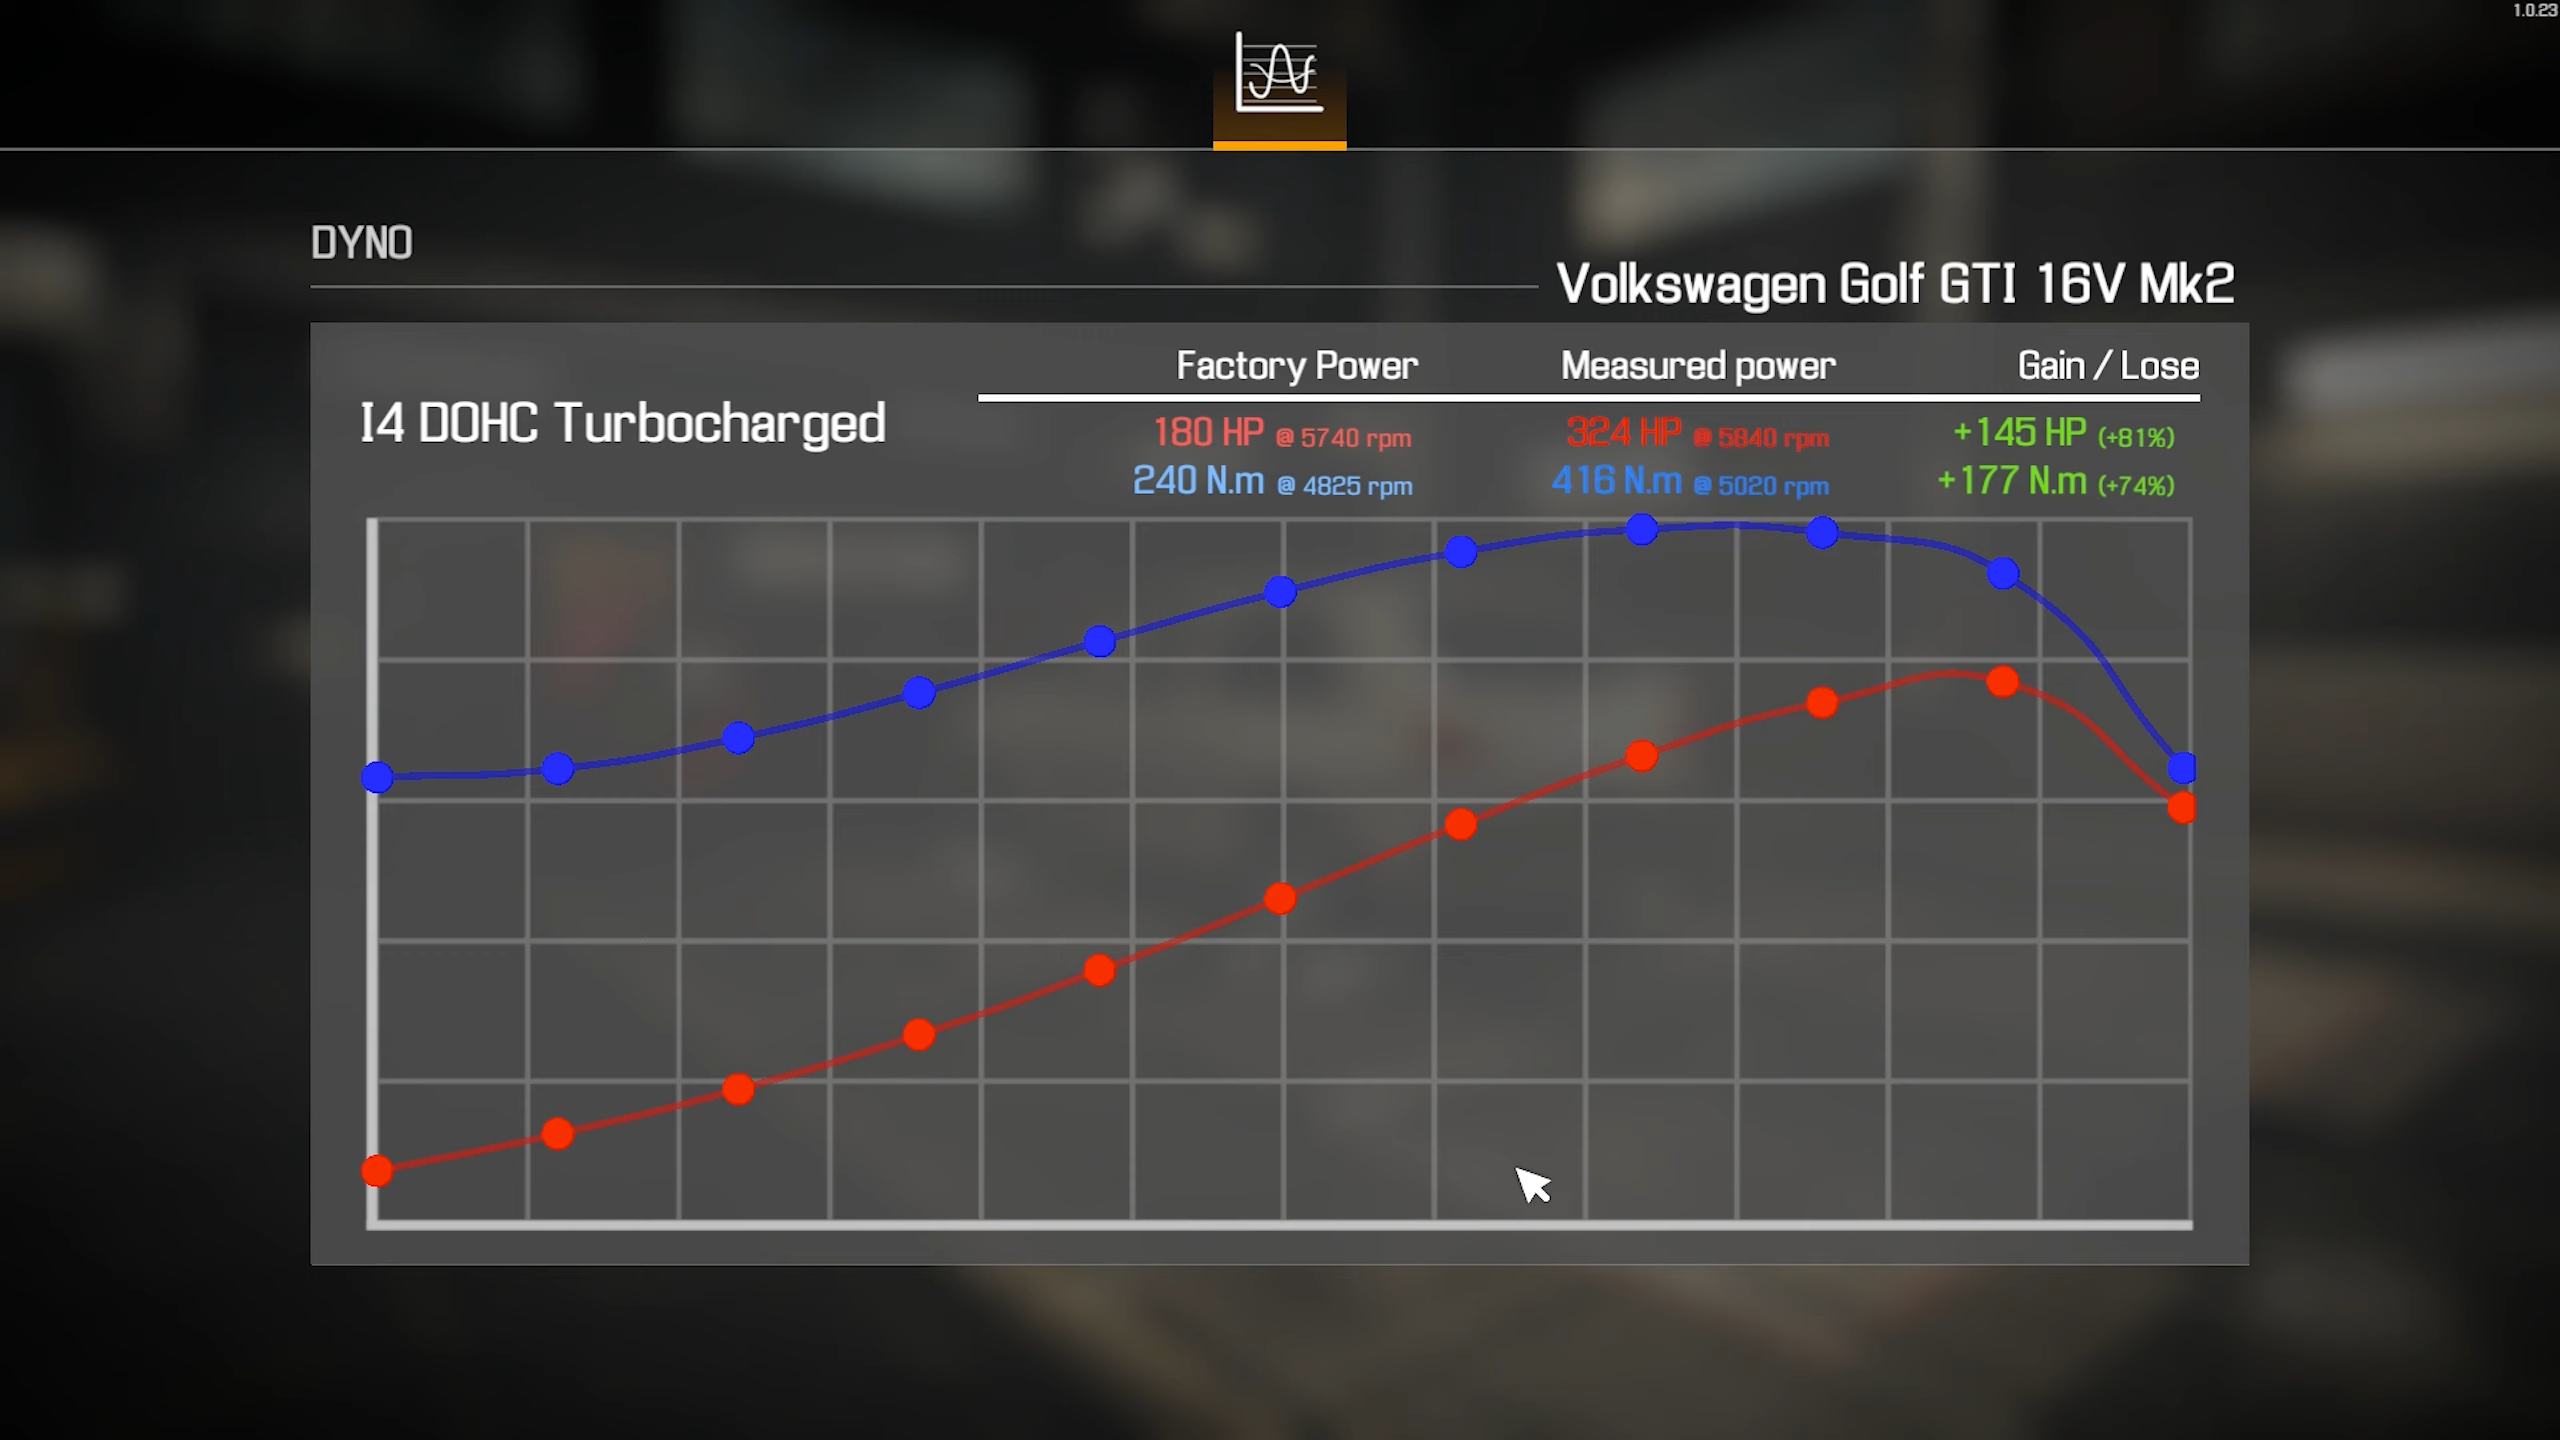 1.0.23
DYNO
Volkswagen Golf GTI 16V Mk2
Factory Power Measured power Gain / Lose
I4 DOHC Turbocharged
180 HP @ 5740 rpm 324 HP @ 5840 rpm +145 HP (+81%)
240 N.m @ 4825 rpm 416 N.m @ 5020 rpm +177 N.m (+74%)